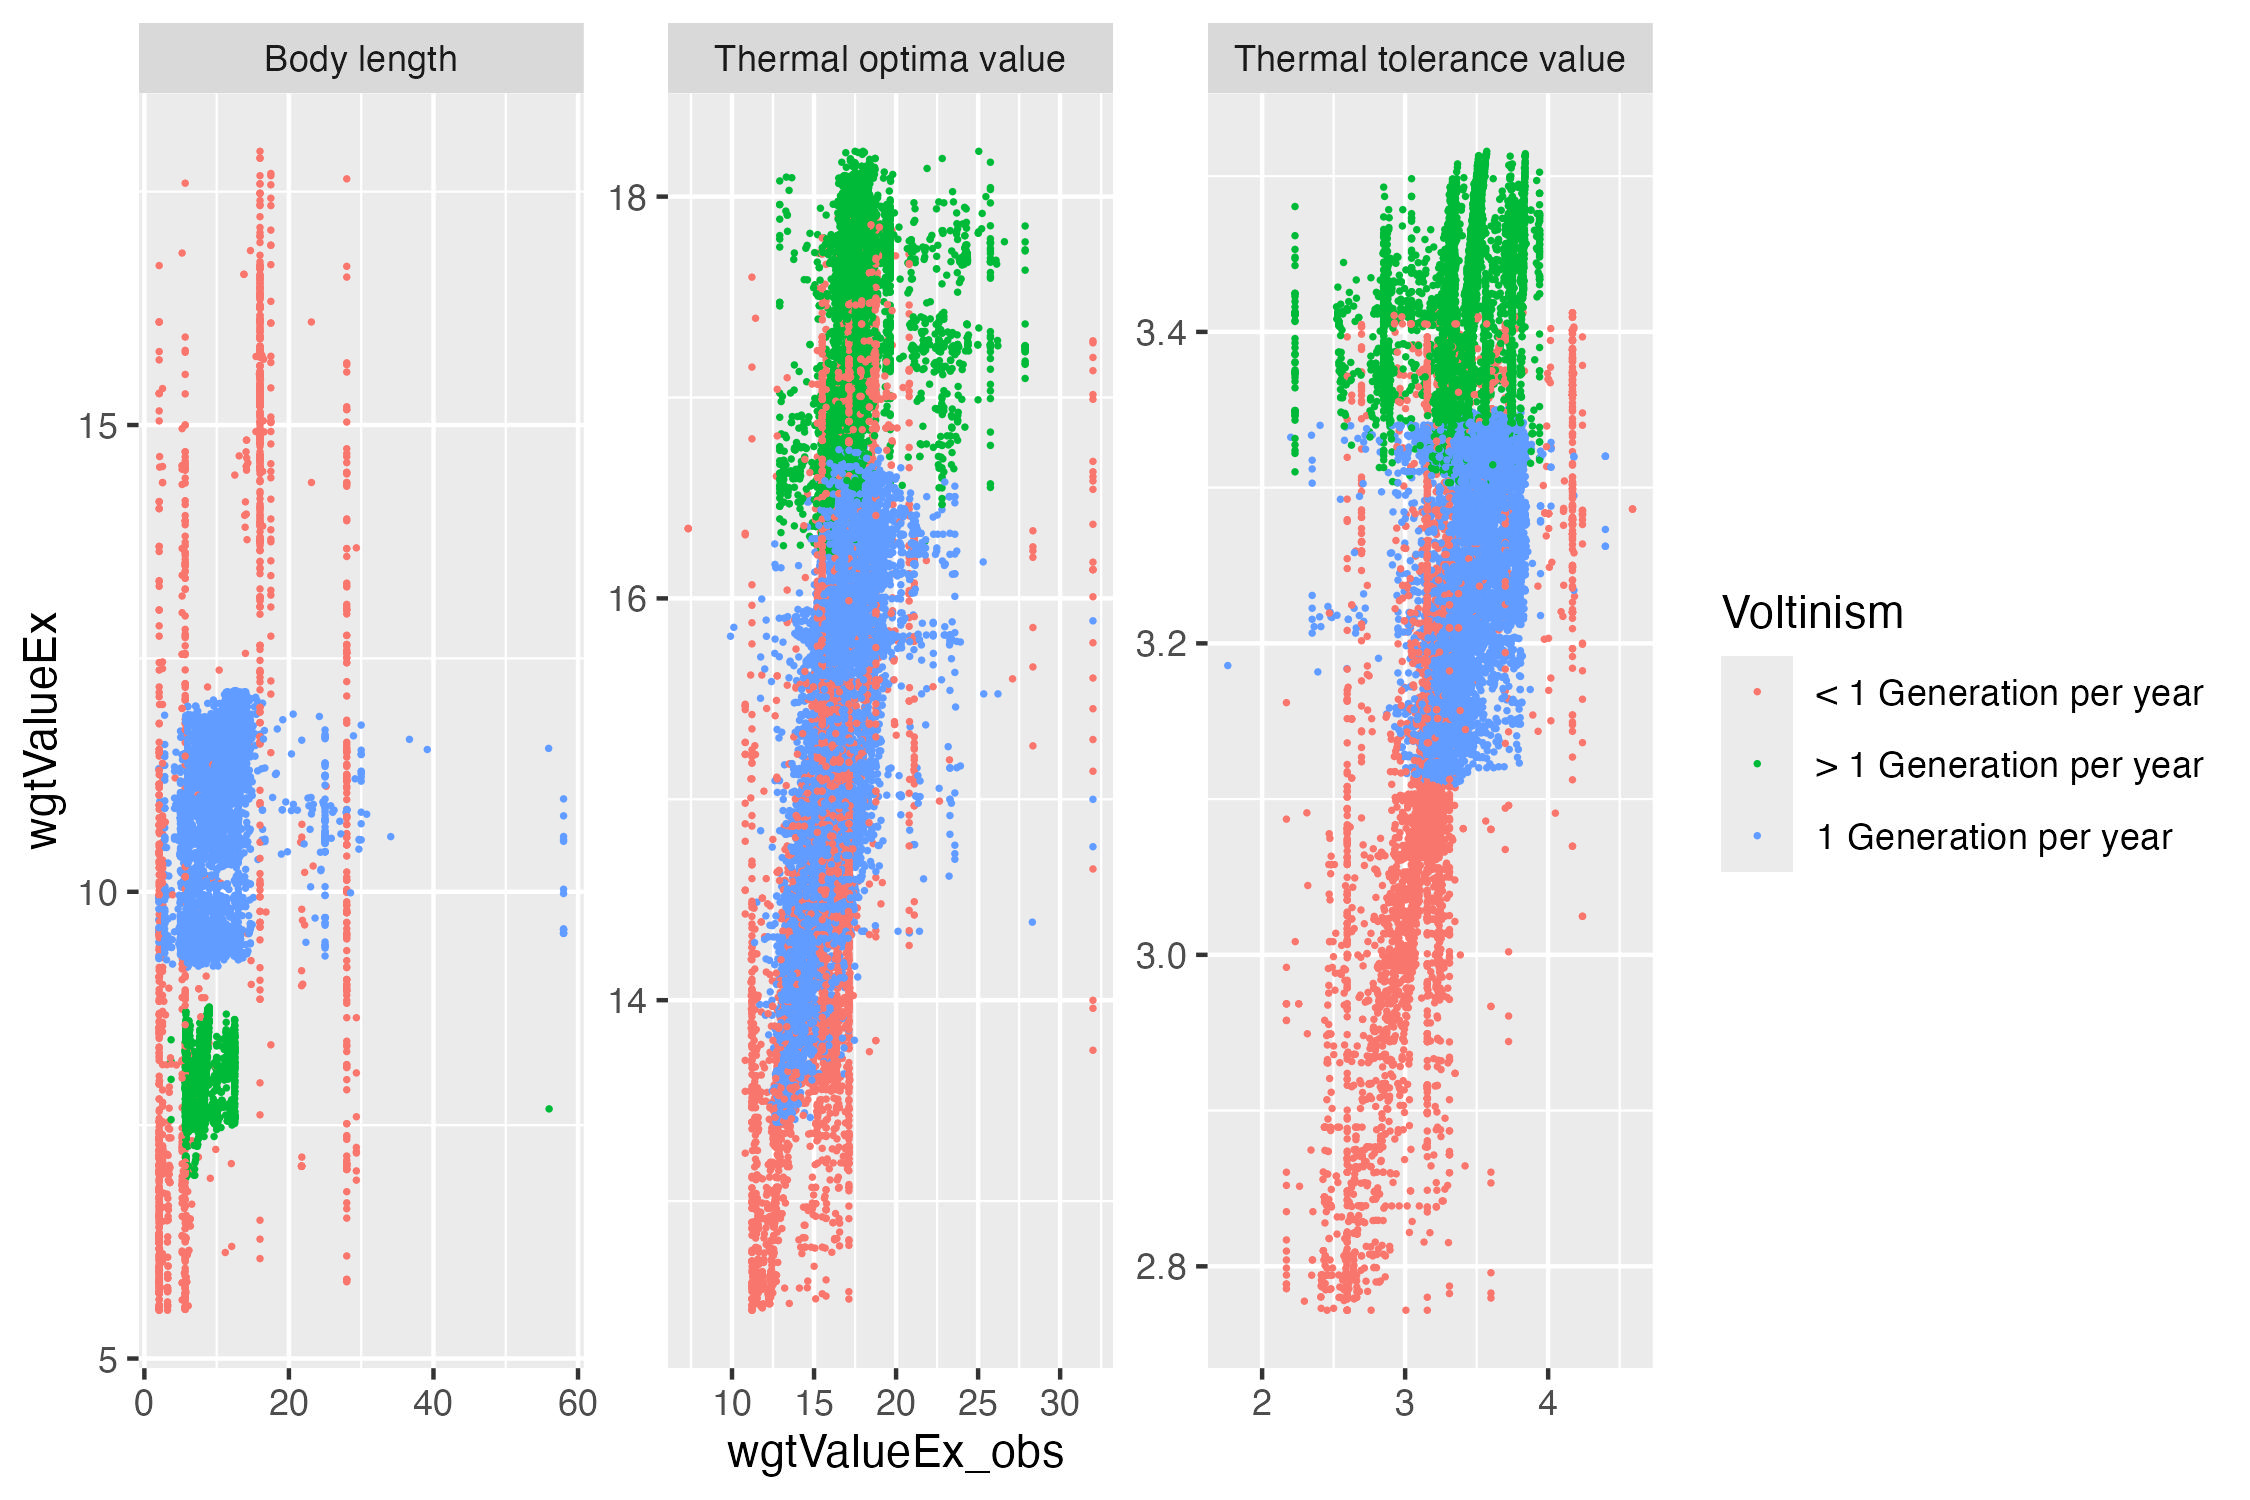 Body length
Thermal optima value
Thermal tolerance value
wgtValueEx
15
10
5
18
16
14
3.4
3.2
3.0
2.8
0 20 40 60
10 15 20 25 30
2 3 4
wgtValueEx_obs
Voltinism
< 1 Generation per year
> 1 Generation per year
1 Generation per year